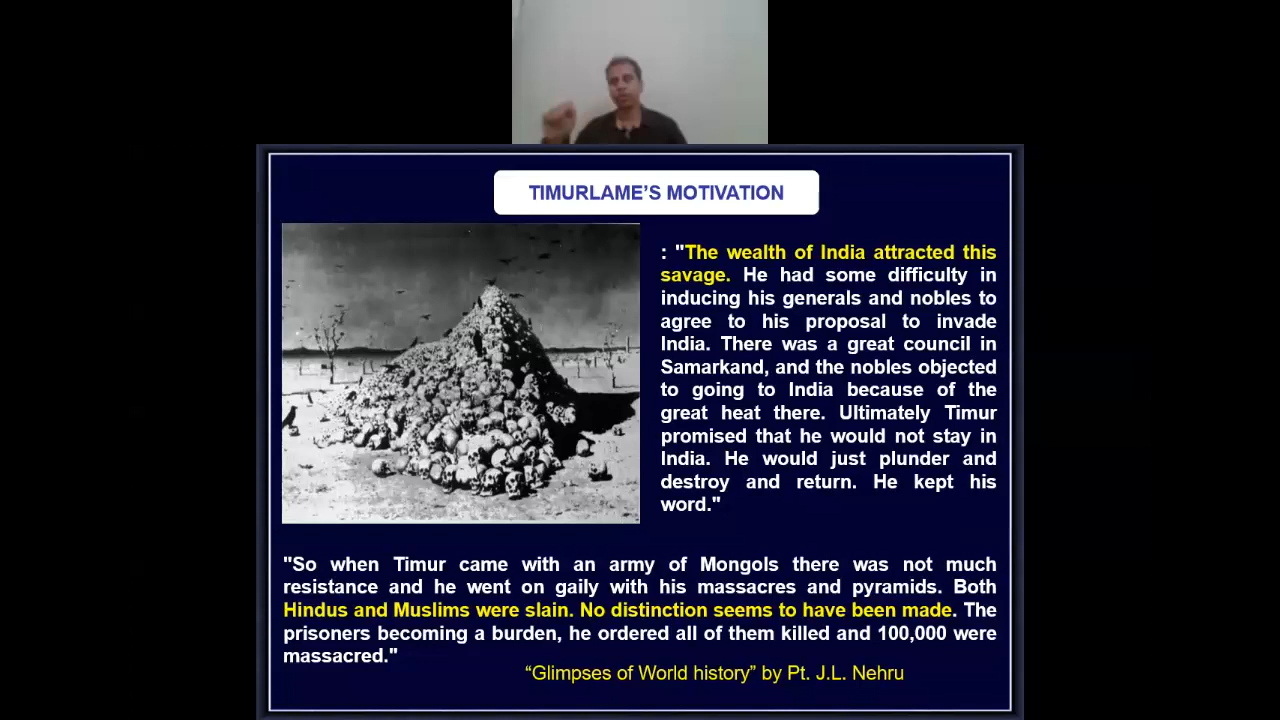 TIMURLAME'S MOTIVATION
: "The wealth of India attracted this
savage. He had some difficulty in
inducing his generals and nobles to
agree to his proposal to invade
India. There was a great council in
Samarkand, and the nobles objected
to going to India because of the
great heat there. Ultimately Timur
promised that he would not stay in
India. He would just plunder and
destroy and return. He kept his
word."
"So when Timur came with an army of Mongols there was not much
resistance and he went on gaily with his massacres and pyramids. Both
Hindus and Muslims were slain. No distinction seems to have been made. The
prisoners becoming a burden, he ordered all of them killed and 100,000 were
massacred."
“Glimpses of World history” by Pt. J.L. Nehru